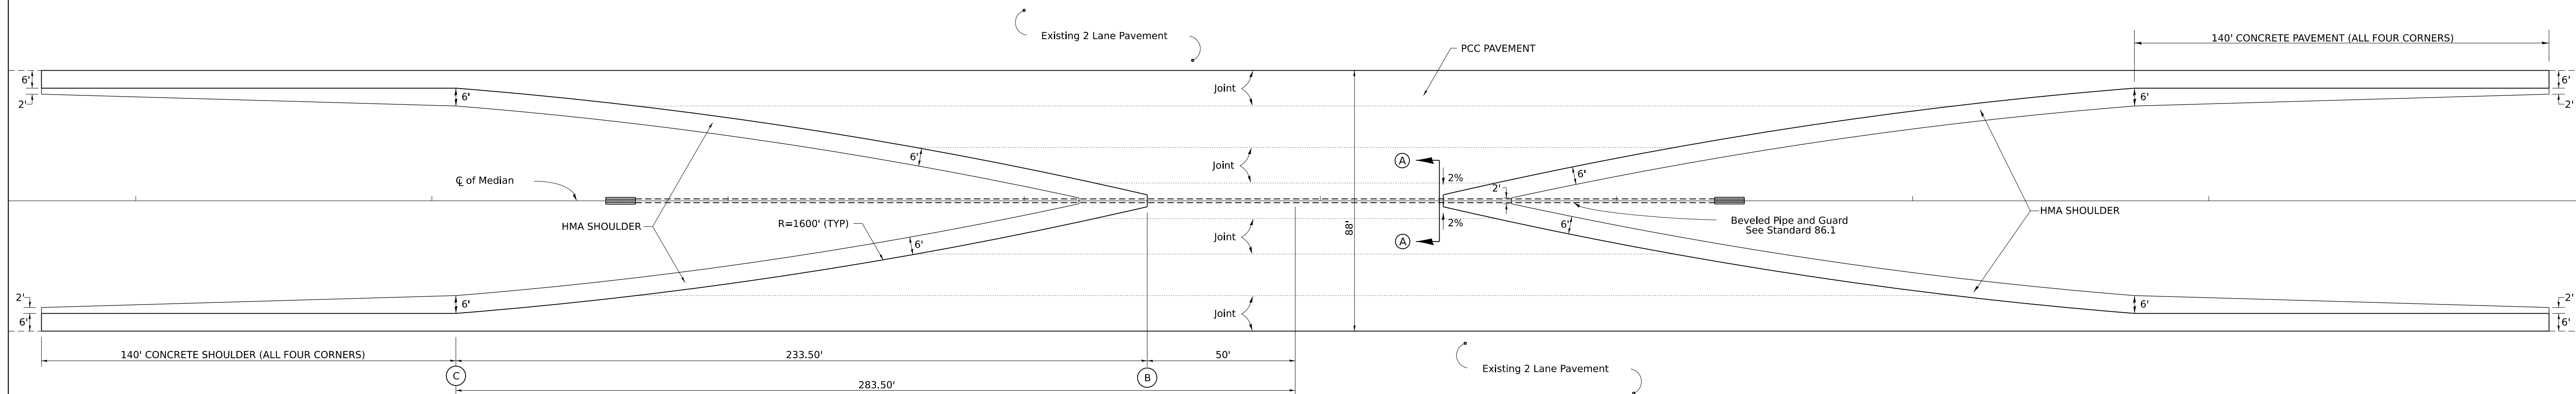 Existing 2 Lane Pavement
PCC PAVEMENT
140' CONCRETE PAVEMENT (ALL FOUR CORNERS)
6'
2'
6'
Joint
6'
6'
2'
6'
Joint
6'
A
2%
2'
℄ of Median
HMA SHOULDER
R=1600' (TYP)
6'
Joint
88'
A
2%
6'
Beveled Pipe and Guard
See Standard 86.1
HMA SHOULDER
2'
6'
6'
Joint
6'
2'
6'
140' CONCRETE SHOULDER (ALL FOUR CORNERS)
233.50'
50'
C
B
283.50'
Existing 2 Lane Pavement